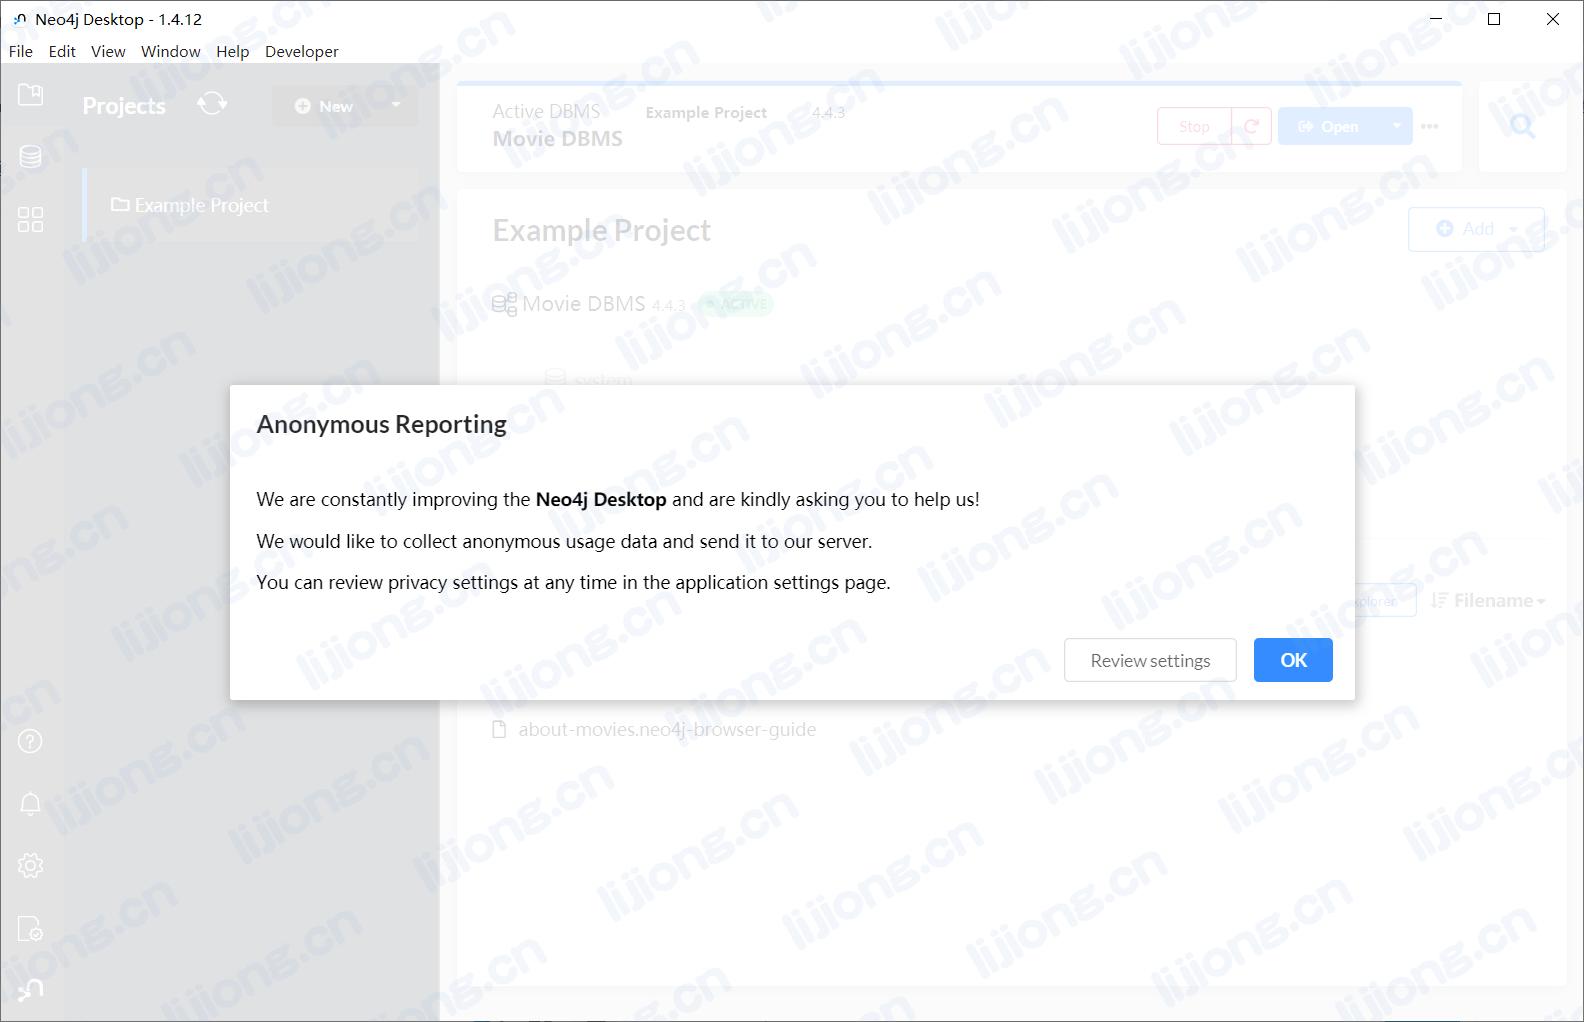 Neo4j Desktop - 1.4.12
File Edit View Window Help Developer
Projects
New
Example Project
Active DBMS Example Project 4.4.3
Movie DBMS
Stop
Open
Example Project
Add
Movie DBMS 4.4.3 ACTIVE
system
Anonymous Reporting
We are constantly improving the Neo4j Desktop and are kindly asking you to help us!
We would like to collect anonymous usage data and send it to our server.
You can review privacy settings at any time in the application settings page.
Review settings
OK
Filename
about-movies.neo4j-browser-guide
lijiong.cn